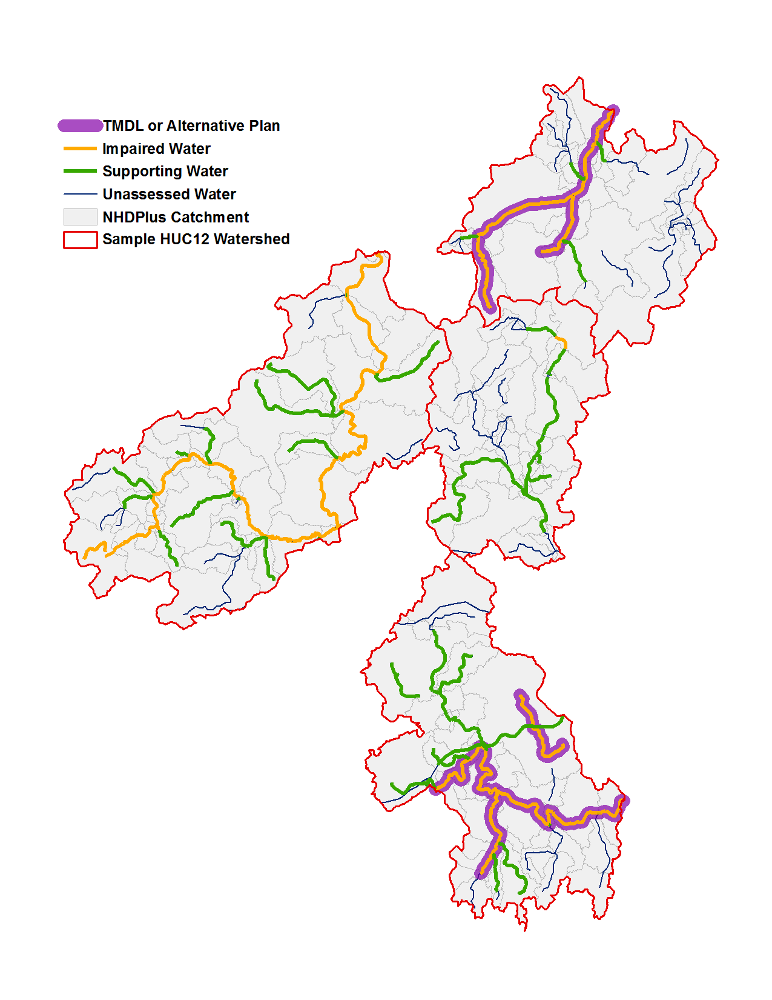 TMDL or Alternative Plan
Impaired Water
Supporting Water
Unassessed Water
NHDPlus Catchment
Sample HUC12 Watershed